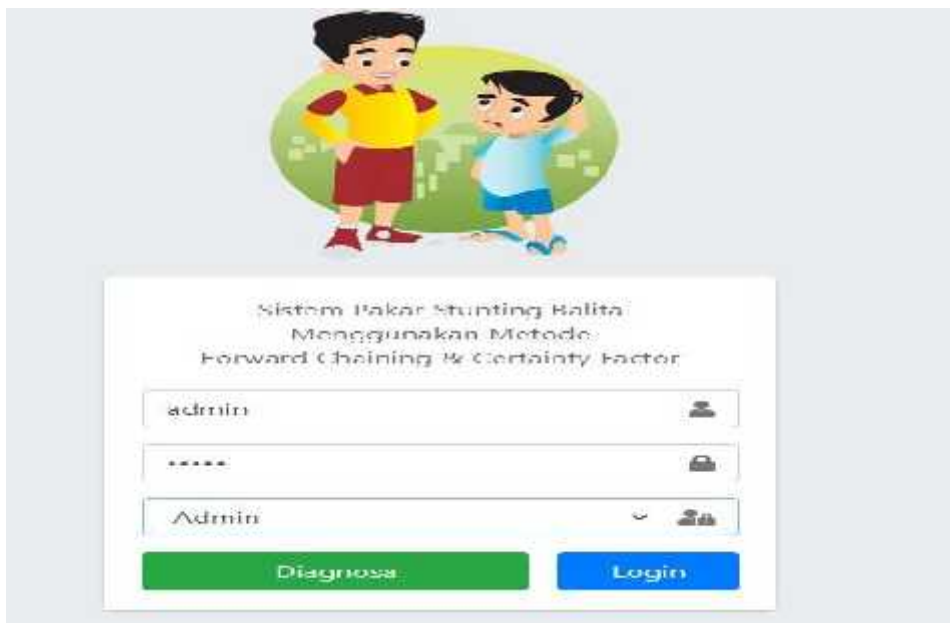 Sistem Pakar Stunting Balita
Menggunakan Metode
Forward Chaining & Certainty Factor
admin
•••••
Admin
Diagnosa
Login